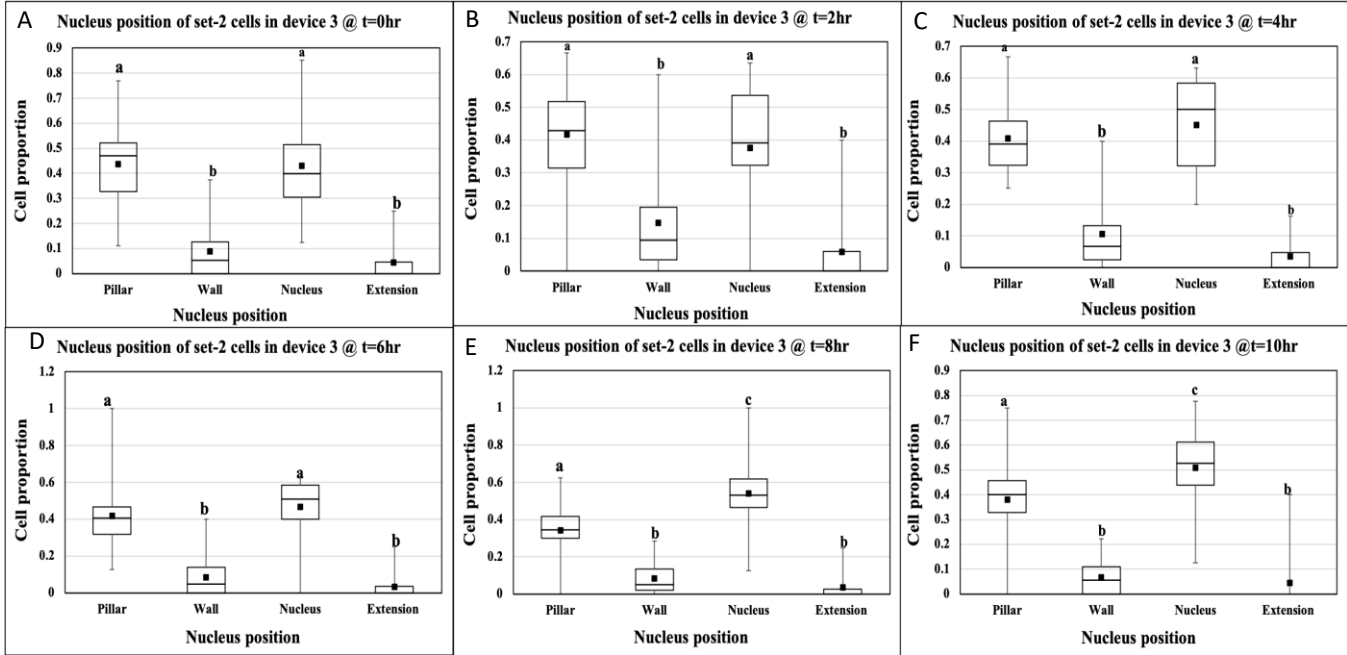 A
Nucleus position of set-2 cells in device 3 @ t=0hr
Cell proportion
0.9
0.8
0.7
0.6
0.5
0.4
0.3
0.2
0.1
0
a
b
a
b
Pillar Wall Nucleus Extension
Nucleus position
B
Nucleus position of set-2 cells in device 3 @ t=2hr
Cell proportion
0.7
0.6
0.5
0.4
0.3
0.2
0.1
0
a
b
a
b
Pillar Wall Nucleus Extension
Nucleus position
C
Nucleus position of set-2 cells in device 3 @ t=4hr
Cell proportion
0.7
0.6
0.5
0.4
0.3
0.2
0.1
0
a
b
a
b
Pillar Wall Nucleus Extension
Nucleus position
D
Nucleus position of set-2 cells in device 3 @ t=6hr
Cell proportion
1.2
1
0.8
0.6
0.4
0.2
0
a
b
a
b
Pillar Wall Nucleus Extension
Nucleus position
E
Nucleus position of set-2 cells in device 3 @ t=8hr
Cell proportion
1.2
1
0.8
0.6
0.4
0.2
0
a
b
c
b
Pillar Wall Nucleus Extension
Nucleus position
F
Nucleus position of set-2 cells in device 3 @t=10hr
Cell proportion
0.9
0.8
0.7
0.6
0.5
0.4
0.3
0.2
0.1
0
a
b
c
b
Pillar Wall Nucleus Extension
Nucleus position